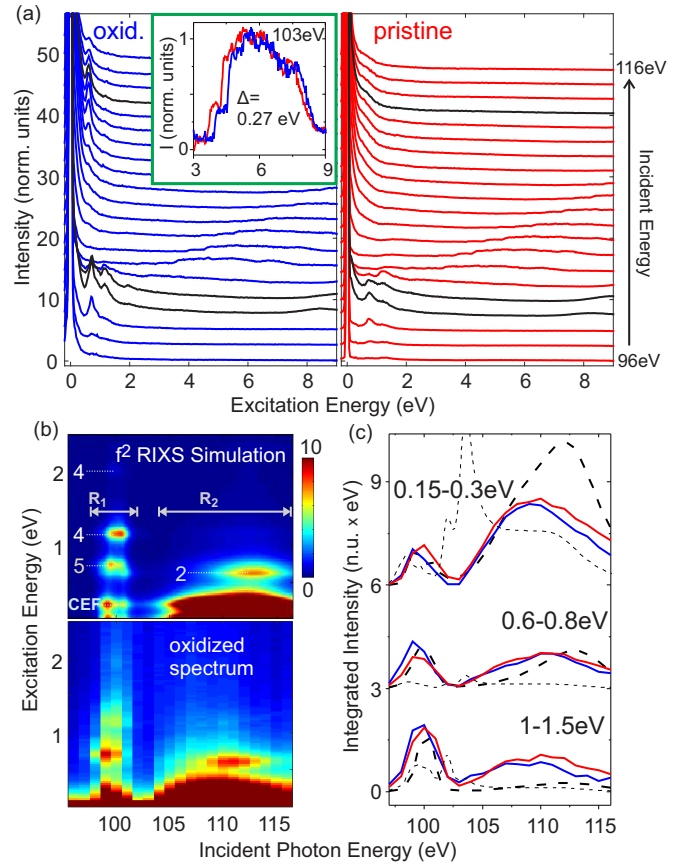 (a)
oxid.
pristine
50
40
30
20
10
0
Intensity (norm. units)
1
0
I (norm. units)
103eV
Δ=
0.27 eV
3 6 9
116eV
Incident Energy
96eV
0 2 4 6 8
0 2 4 6 8
Excitation Energy (eV)
(b)
f² RIXS Simulation
10
0
2
1
4
R₁
R₂
4
5
2
CEF
Excitation Energy (eV)
oxidized
spectrum
2
1
100 105 110 115
Incident Photon Energy (eV)
(c)
9
6
3
0
Integrated Intensity (n.u. x eV)
0.15-0.3eV
0.6-0.8eV
1-1.5eV
100 105 110 115